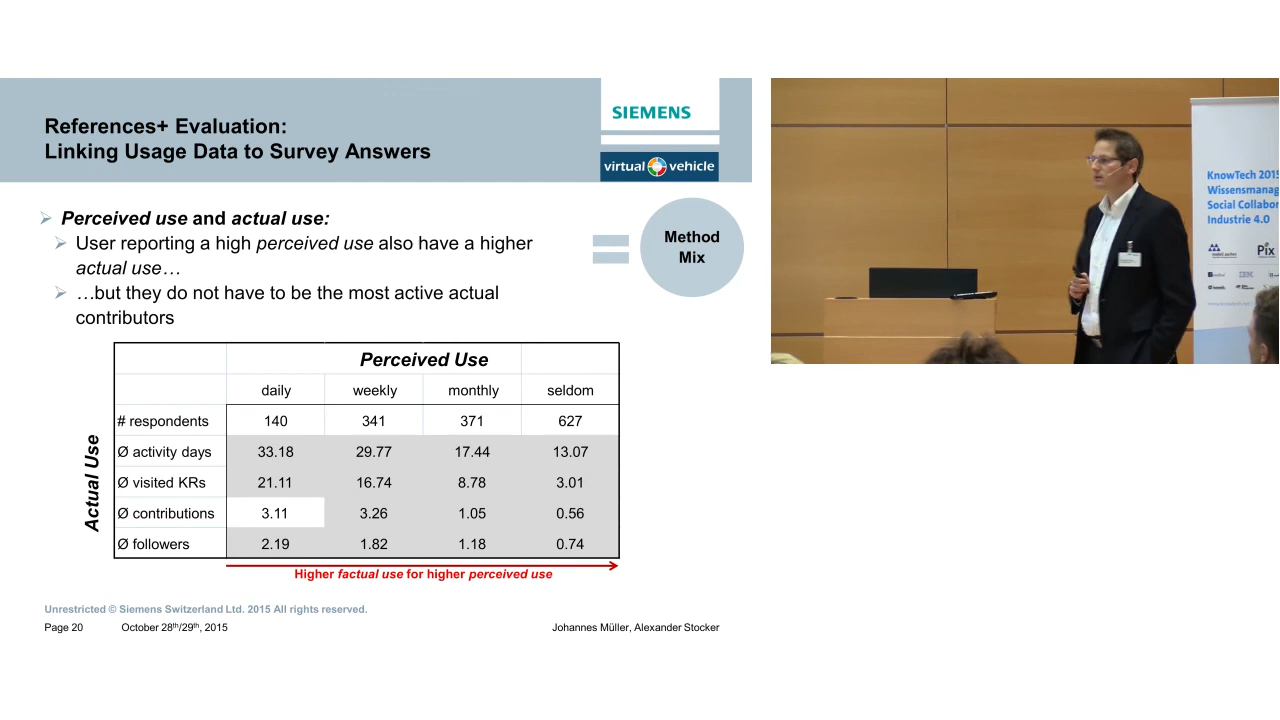 References+ Evaluation:
Linking Usage Data to Survey Answers
SIEMENS
virtual vehicle
Perceived use and actual use:
User reporting a high perceived use also have a higher
actual use…
…but they do not have to be the most active actual
contributors
Method
Mix
Perceived Use
daily weekly monthly seldom
# respondents 140 341 371 627
Ø activity days 33.18 29.77 17.44 13.07
Ø visited KRs 21.11 16.74 8.78 3.01
Ø contributions 3.11 3.26 1.05 0.56
Ø followers 2.19 1.82 1.18 0.74
Actual Use
Higher factual use for higher perceived use
Unrestricted © Siemens Switzerland Ltd. 2015 All rights reserved.
Page 20 October 28th/29th, 2015 Johannes Müller, Alexander Stocker
KnowTech 2015
Wissensmanag
Social Collabor
Industrie 4.0
Pix
IBM